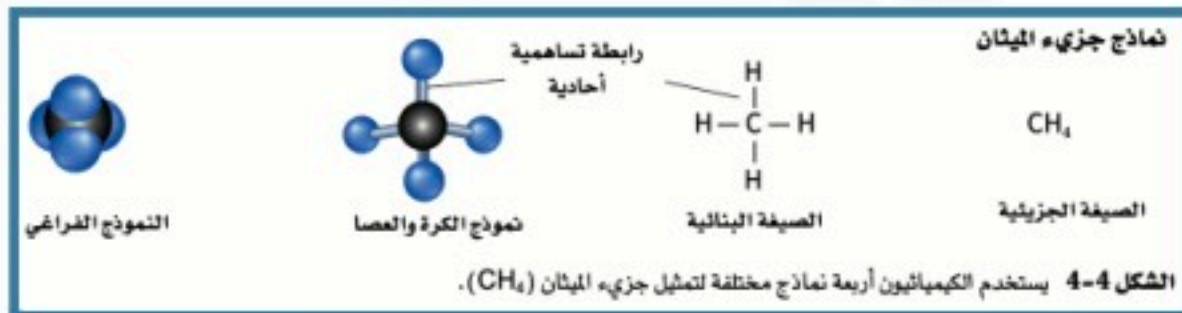 نماذج جزيء الميثان
رابطة تساهمية
أحادية
CH₄
H
H – C – H
H
الصيغة الجزيئية
الصيغة البنائية
نموذج الكرة والعصا
النموذج الفراغي
الشكل 4-4 يستخدم الكيميائيون أربعة نماذج مختلفة لتمثيل جزيء الميثان (CH₄).